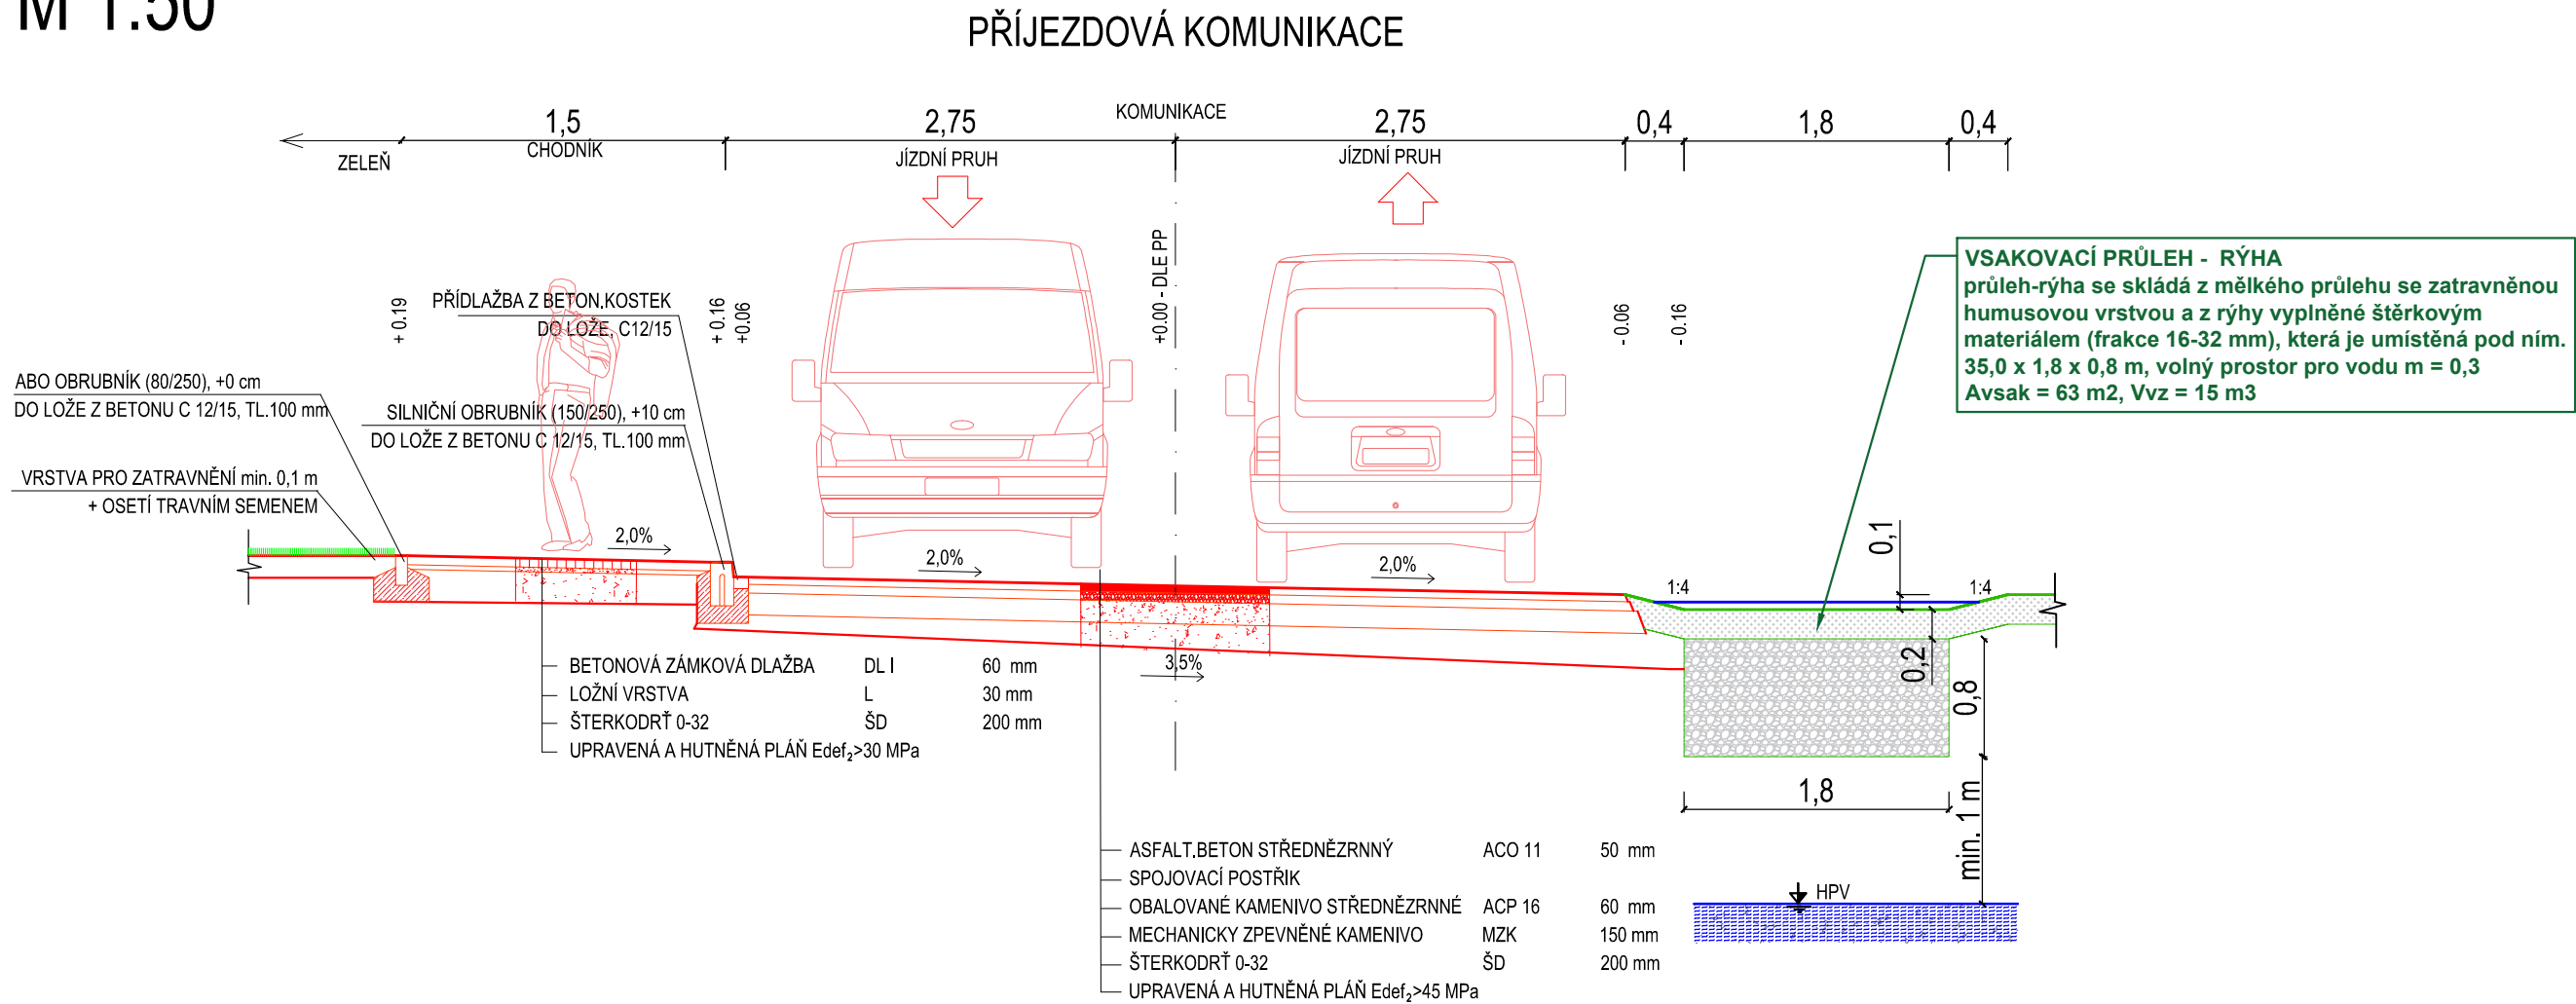 M 1:50
PŘÍJEZDOVÁ KOMUNIKACE
KOMUNIKACE
1,5
2,75
2,75
0,4
1,8
0,4
ZELEŇ
CHODNÍK
JÍZDNÍ PRUH
JÍZDNÍ PRUH
+ 0.19
+ 0.16
+0.06
+0.00 - DLE PP
- 0.06
- 0.16
PŘÍDLAŽBA Z BETON.KOSTEK
DO LOŽE, C12/15
ABO OBRUBNÍK (80/250), +0 cm
DO LOŽE Z BETONU C 12/15, TL.100 mm
SILNIČNÍ OBRUBNÍK (150/250), +10 cm
DO LOŽE Z BETONU C 12/15, TL.100 mm
VRSTVA PRO ZATRAVNĚNÍ min. 0,1 m
+ OSETÍ TRAVNÍM SEMENEM
VSAKOVACÍ PRŮLEH - RÝHA
průleh-rýha se skládá z mělkého průlehu se zatravněnou
humusovou vrstvou a z rýhy vyplněné štěrkovým
materiálem (frakce 16-32 mm), která je umístěná pod ním.
35,0 x 1,8 x 0,8 m, volný prostor pro vodu m = 0,3
Avsak = 63 m2, Vvz = 15 m3
2,0%
2,0%
2,0%
3,5%
1:4
1:4
0,1
0,2
0,8
1,8
min. 1 m
HPV
BETONOVÁ ZÁMKOVÁ DLAŽBA DL I 60 mm
LOŽNÍ VRSTVA L 30 mm
ŠTERKODRŤ 0-32 ŠD 200 mm
UPRAVENÁ A HUTNĚNÁ PLÁŇ Edef₂>30 MPa
ASFALT.BETON STŘEDNĚZRNNÝ ACO 11 50 mm
SPOJOVACÍ POSTŘIK
OBALOVANÉ KAMENIVO STŘEDNĚZRNNÉ ACP 16 60 mm
MECHANICKY ZPEVNĚNÉ KAMENIVO MZK 150 mm
ŠTERKODRŤ 0-32 ŠD 200 mm
UPRAVENÁ A HUTNĚNÁ PLÁŇ Edef₂>45 MPa